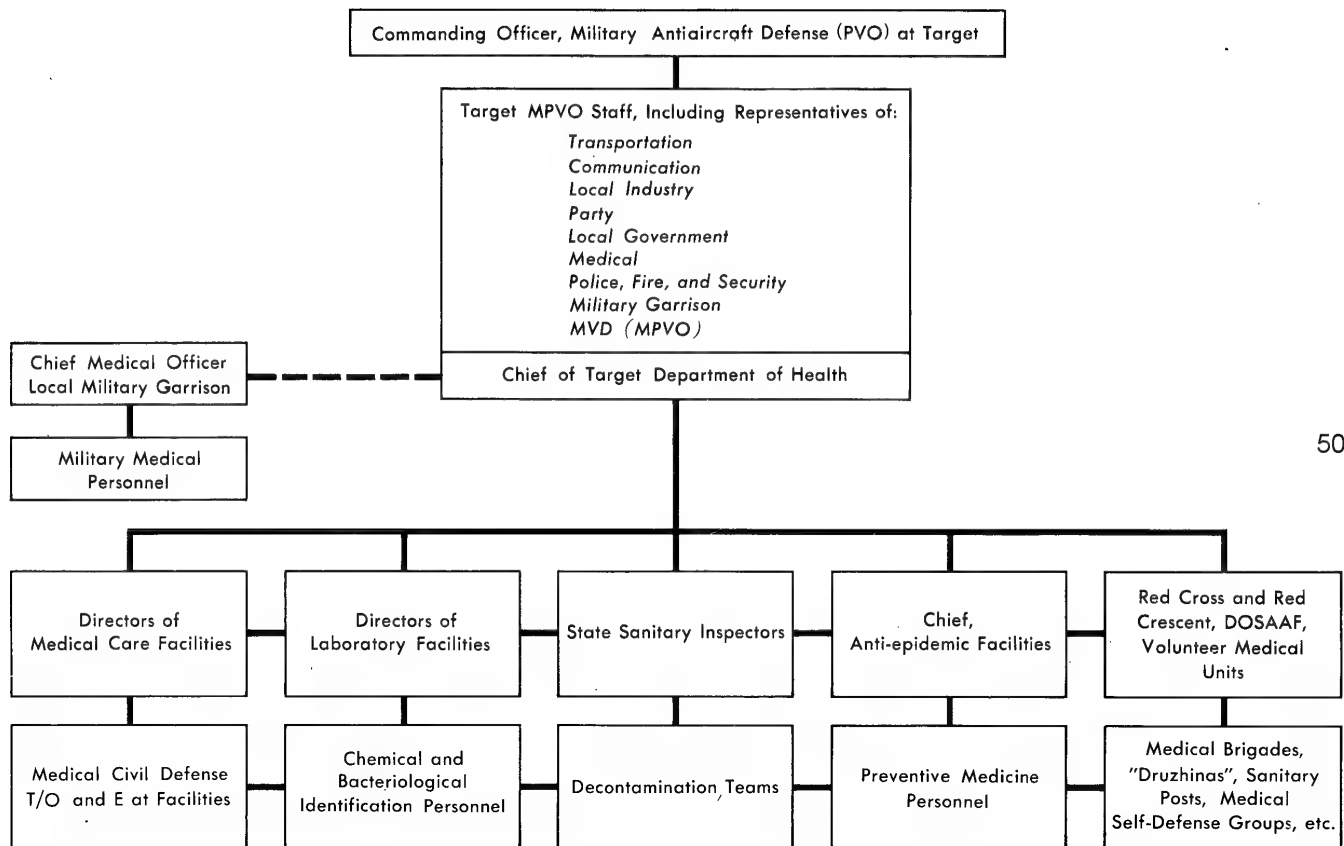 Commanding Officer, Military Antiaircraft Defense (PVO) at Target
Target MPVO Staff, Including Representatives of:
Transportation
Communication
Local Industry
Party
Local Government
Medical
Police, Fire, and Security
Military Garrison
MVD (MPVO)
Chief of Target Department of Health
Chief Medical Officer
Local Military Garrison
Military Medical
Personnel
50
Directors of
Medical Care Facilities
Directors of
Laboratory Facilities
State Sanitary Inspectors
Chief,
Anti-epidemic Facilities
Red Cross and Red
Crescent, DOSAAF,
Volunteer Medical
Units
Medical Civil Defense
T/O and E at Facilities
Chemical and
Bacteriological
Identification Personnel
Decontamination Teams
Preventive Medicine
Personnel
Medical Brigades,
"Druzhinas", Sanitary
Posts, Medical
Self-Defense Groups, etc.